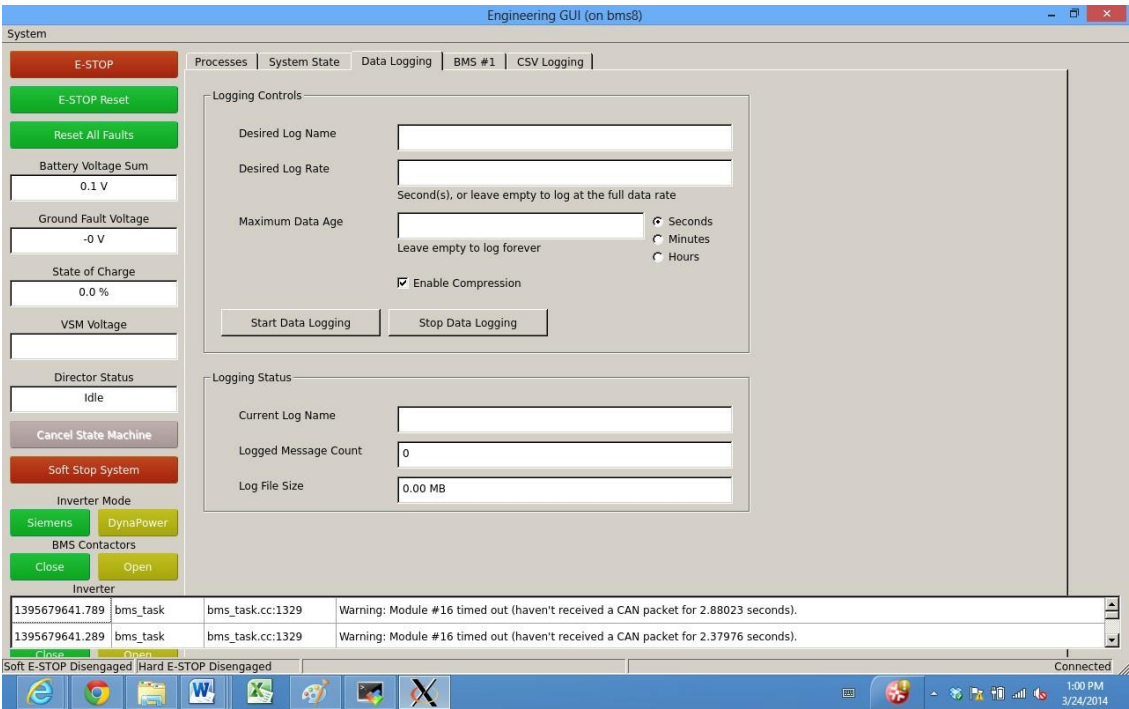 Engineering GUI (on bms8)
System
E-STOP
E-STOP Reset
Reset All Faults
Battery Voltage Sum
0.1 V
Ground Fault Voltage
-0 V
State of Charge
0.0 %
VSM Voltage
Director Status
Idle
Cancel State Machine
Soft Stop System
Inverter Mode
Siemens DynaPower
BMS Contactors
Close Open
Inverter
Processes System State Data Logging BMS #1 CSV Logging
Logging Controls
Desired Log Name
Desired Log Rate
Second(s), or leave empty to log at the full data rate
Maximum Data Age
Seconds
Minutes
Hours
Leave empty to log forever
Enable Compression
Start Data Logging Stop Data Logging
Logging Status
Current Log Name
Logged Message Count 0
Log File Size 0.00 MB
1395679641.789 bms_task bms_task.cc:1329 Warning: Module #16 timed out (haven't received a CAN packet for 2.88023 seconds).
1395679641.289 bms_task bms_task.cc:1329 Warning: Module #16 timed out (haven't received a CAN packet for 2.37976 seconds).
Close Open
Soft E-STOP Disengaged Hard E-STOP Disengaged Connected
1:00 PM
3/24/2014